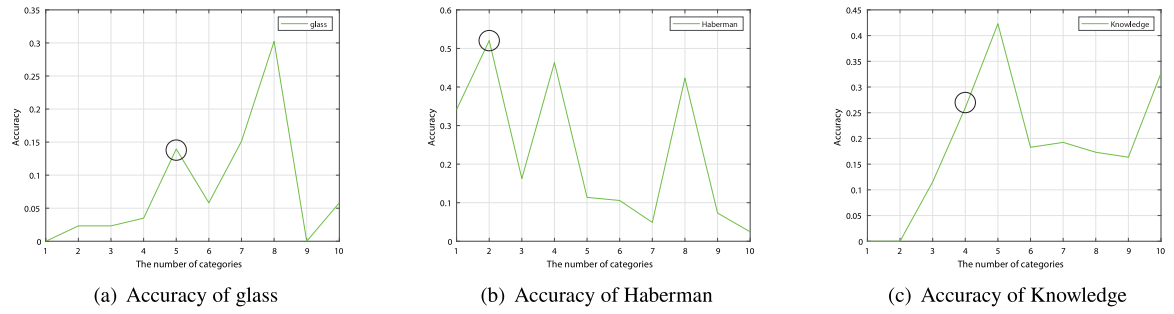 0.35
0.3
0.25
0.2
0.15
0.1
0.05
0
Accuracy
glass
1 2 3 4 5 6 7 8 9 10
The number of categories
(a) Accuracy of glass
0.6
0.5
0.4
0.3
0.2
0.1
0
Accuracy
Haberman
1 2 3 4 5 6 7 8 9 10
The number of categories
(b) Accuracy of Haberman
0.45
0.4
0.35
0.3
0.25
0.2
0.15
0.1
0.05
0
Accuracy
Knowledge
1 2 3 4 5 6 7 8 9 10
The number of categories
(c) Accuracy of Knowledge